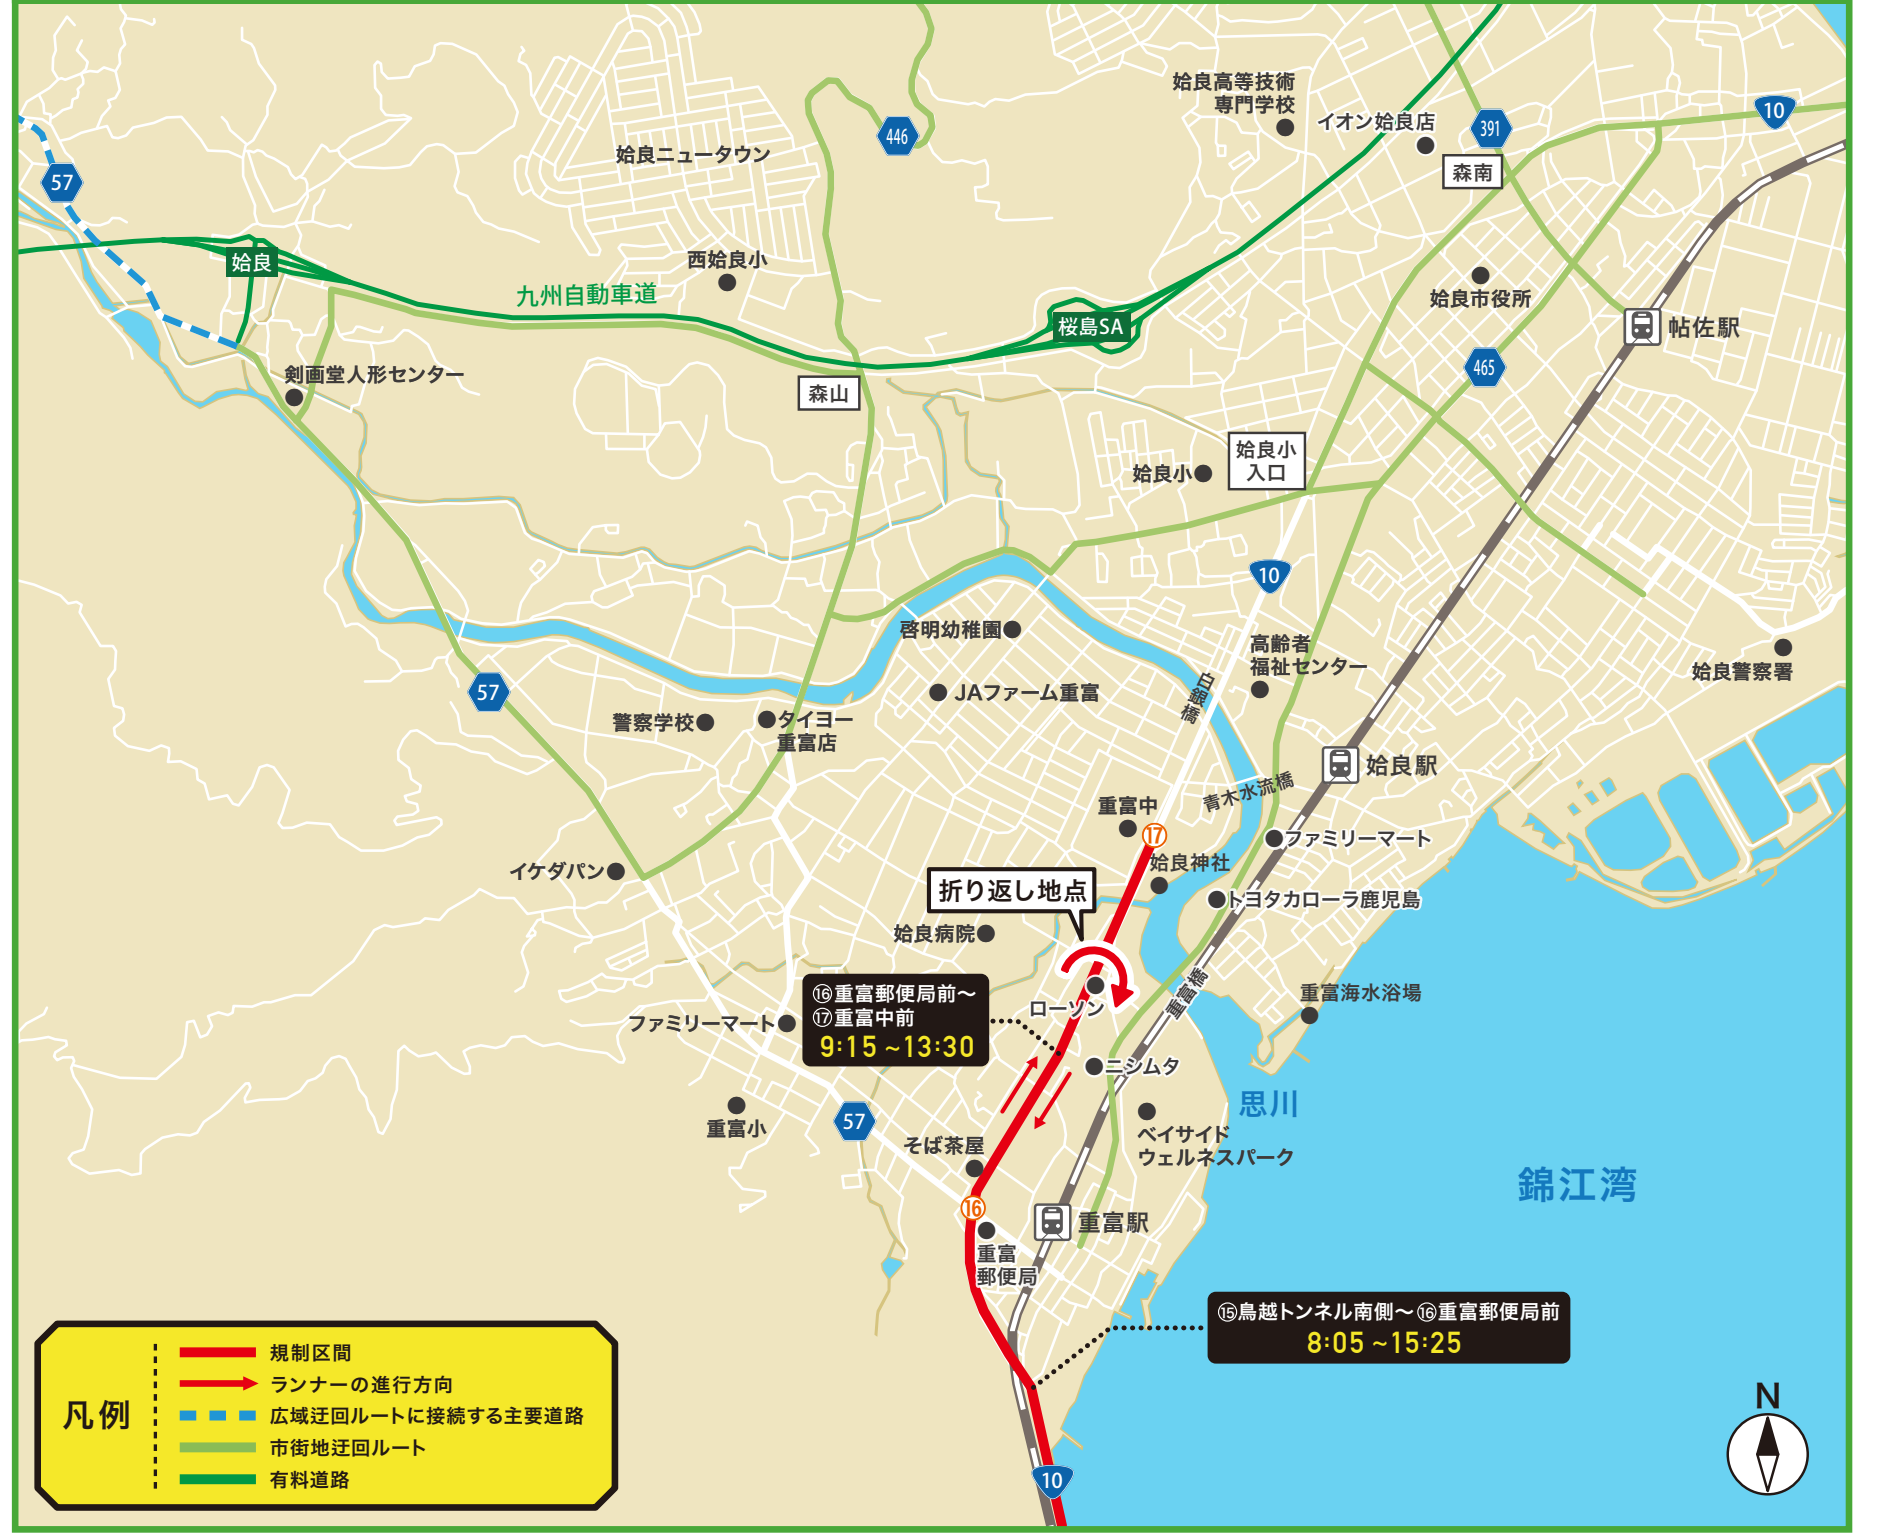 姶良高等技術
専門学校
イオン姶良店
391
10
森南
446
姶良ニュータウン
57
姶良
西姶良小
九州自動車道
桜島SA
姶良市役所
帖佐駅
465
剣画堂人形センター
森山
姶良小
姶良小
入口
10
啓明幼稚園
高齢者
福祉センター
姶良警察署
JAファーム重富
白銀橋
57
警察学校
タイヨー
重富店
姶良駅
青木水流橋
重富中
⑰
ファミリーマート
姶良神社
イケダパン
折り返し地点
トヨタカローラ鹿児島
姶良病院
⑯重富郵便局前〜
⑰重富中前
9:15～13:30
ローソン
重富橋
重富海水浴場
ファミリーマート
ニシムタ
思川
重富小
57
そば茶屋
ベイサイド
ウェルネスパーク
錦江湾
⑯
重富駅
重富
郵便局
⑮鳥越トンネル南側〜⑯重富郵便局前
8:05～15:25
凡例
規制区間
ランナーの進行方向
広域迂回ルートに接続する主要道路
市街地迂回ルート
有料道路
N
10